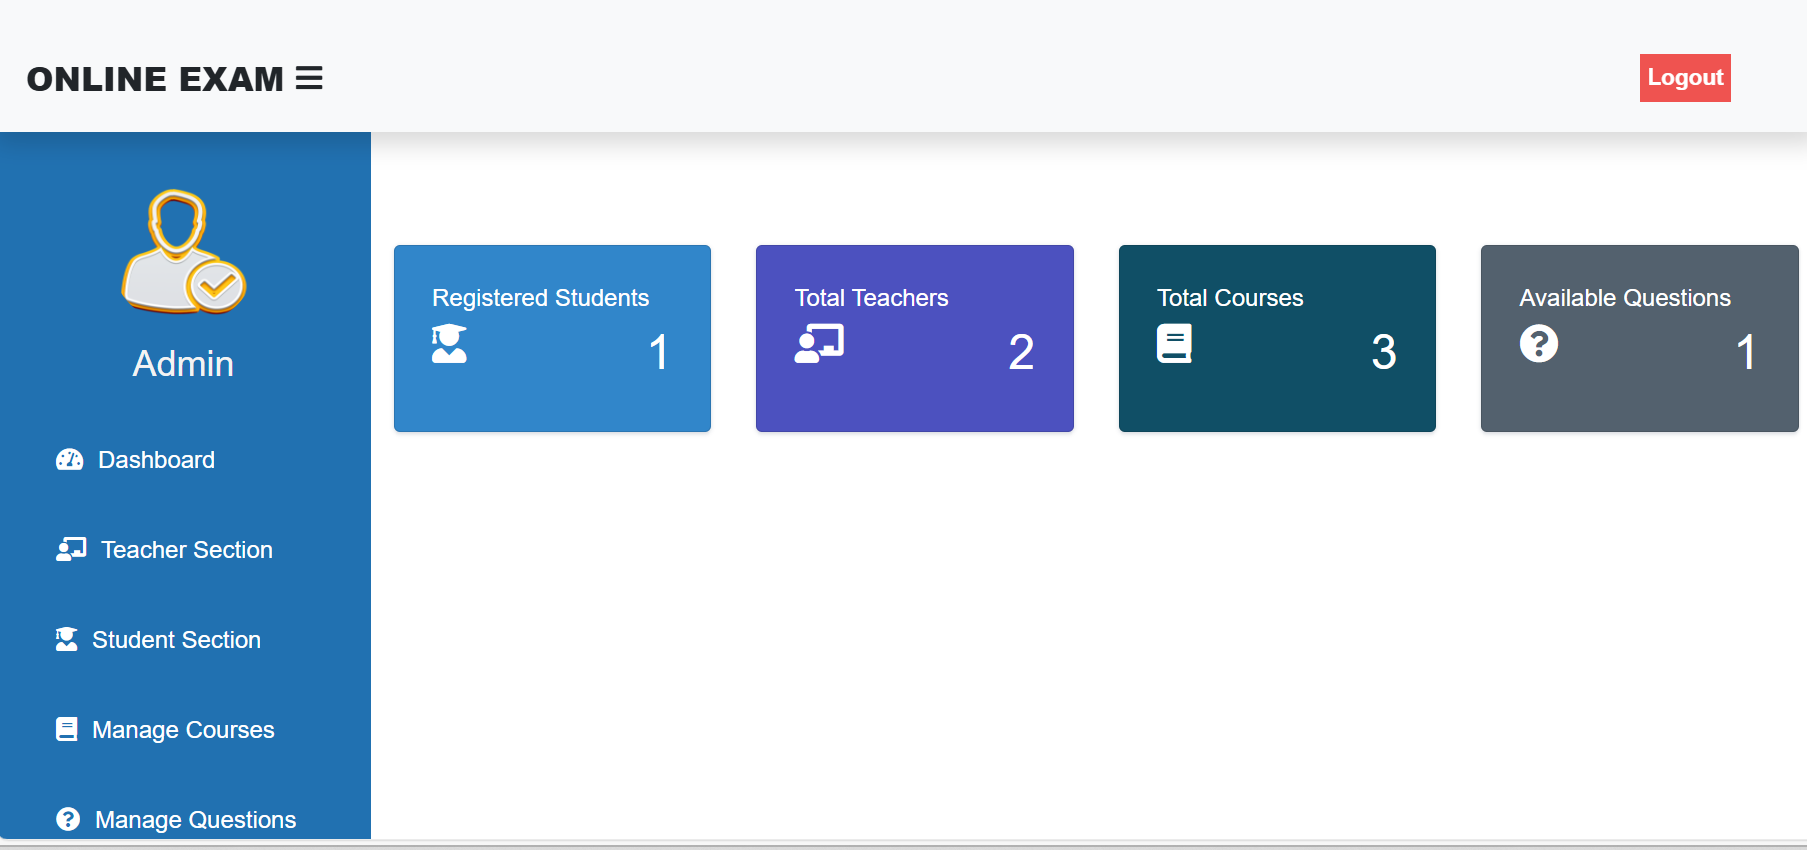 ONLINE EXAM
Logout
Admin
Dashboard
Teacher Section
Student Section
Manage Courses
Manage Questions
Registered Students
1
Total Teachers
2
Total Courses
3
Available Questions
1